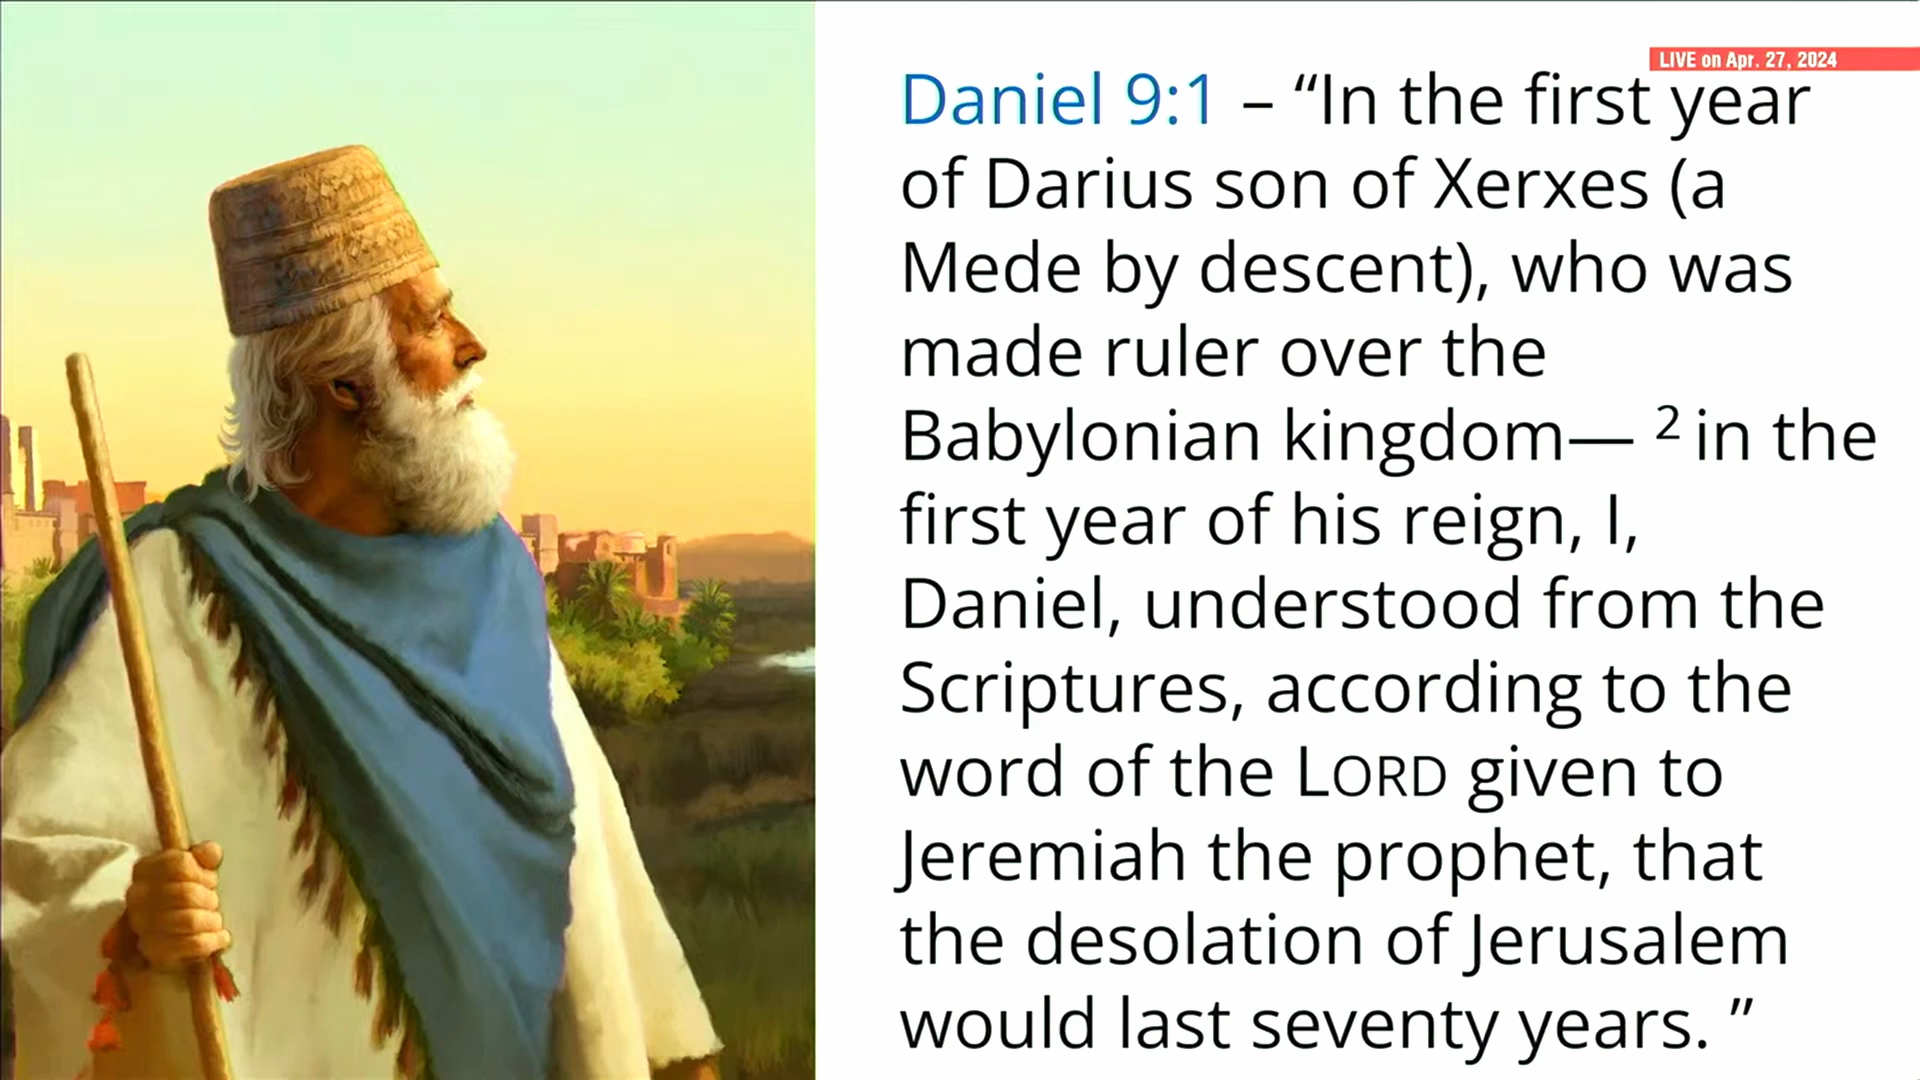 LIVE on Apr. 27, 2024
Daniel 9:1 – “In the first year
of Darius son of Xerxes (a
Mede by descent), who was
made ruler over the
Babylonian kingdom— 2 in the
first year of his reign, I,
Daniel, understood from the
Scriptures, according to the
word of the LORD given to
Jeremiah the prophet, that
the desolation of Jerusalem
would last seventy years. ”